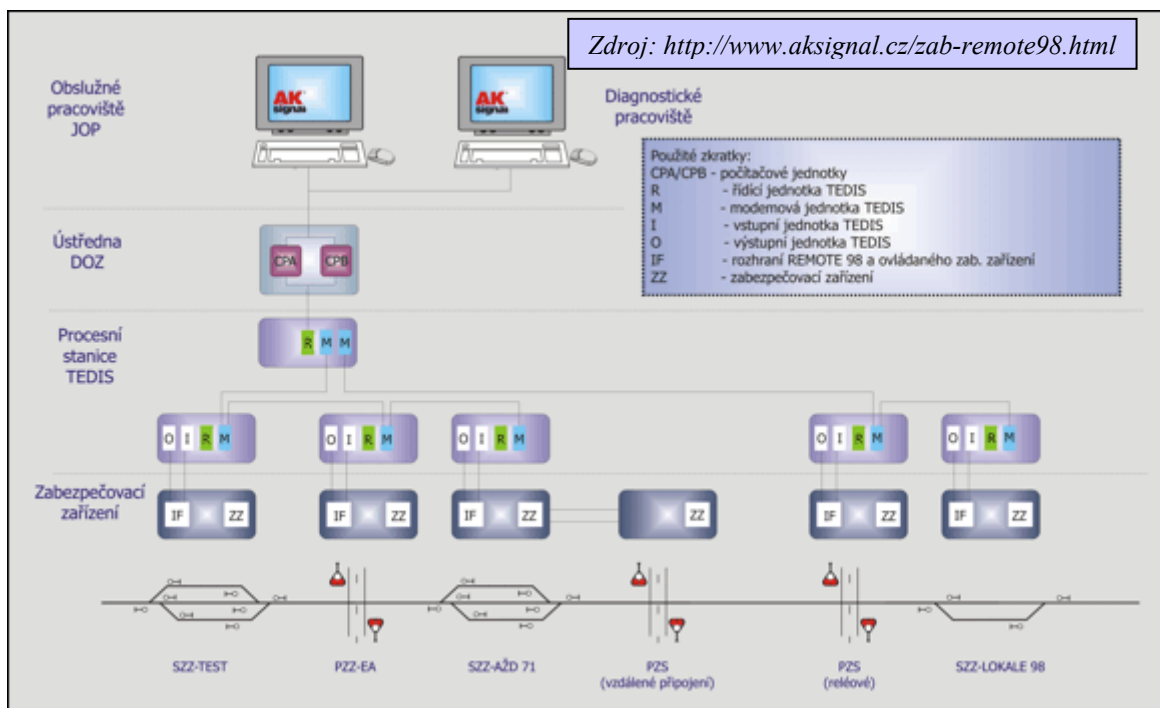 Zdroj: http://www.aksignal.cz/zab-remote98.html
Obslužné
pracoviště
JOP
AK
signal
AK
signal
Diagnostické
pracoviště
Použité zkratky:
CPA/CPB - počítačové jednotky
R - řídící jednotka TEDIS
M - modemová jednotka TEDIS
I - vstupní jednotka TEDIS
O - výstupní jednotka TEDIS
IF - rozhraní REMOTE 98 a ovládaného zab. zařízení
ZZ - zabezpečovací zařízení
Ústředna
DOZ
CPA CPB
Procesní
stanice
TEDIS
R M M
O I R M
O I R M
O I R M
O I R M
O I R M
Zabezpečovací
zařízení
IF ZZ
IF ZZ
IF ZZ
ZZ
IF ZZ
IF ZZ
SZZ-TEST
PZZ-EA
SZZ-AŽD 71
PZS
(vzdálené připojení)
PZS
(reléové)
SZZ-LOKALE 98